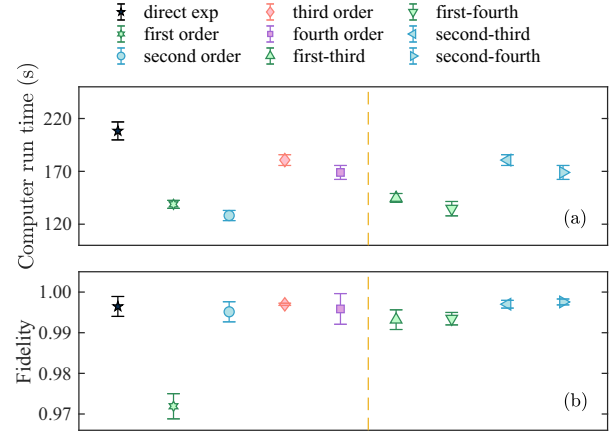 direct exp third order first-fourth
first order fourth order second-third
second order first-third second-fourth
Computer run time (s)
220
170
120
(a)
Fidelity
1.00
0.99
0.98
0.97
(b)